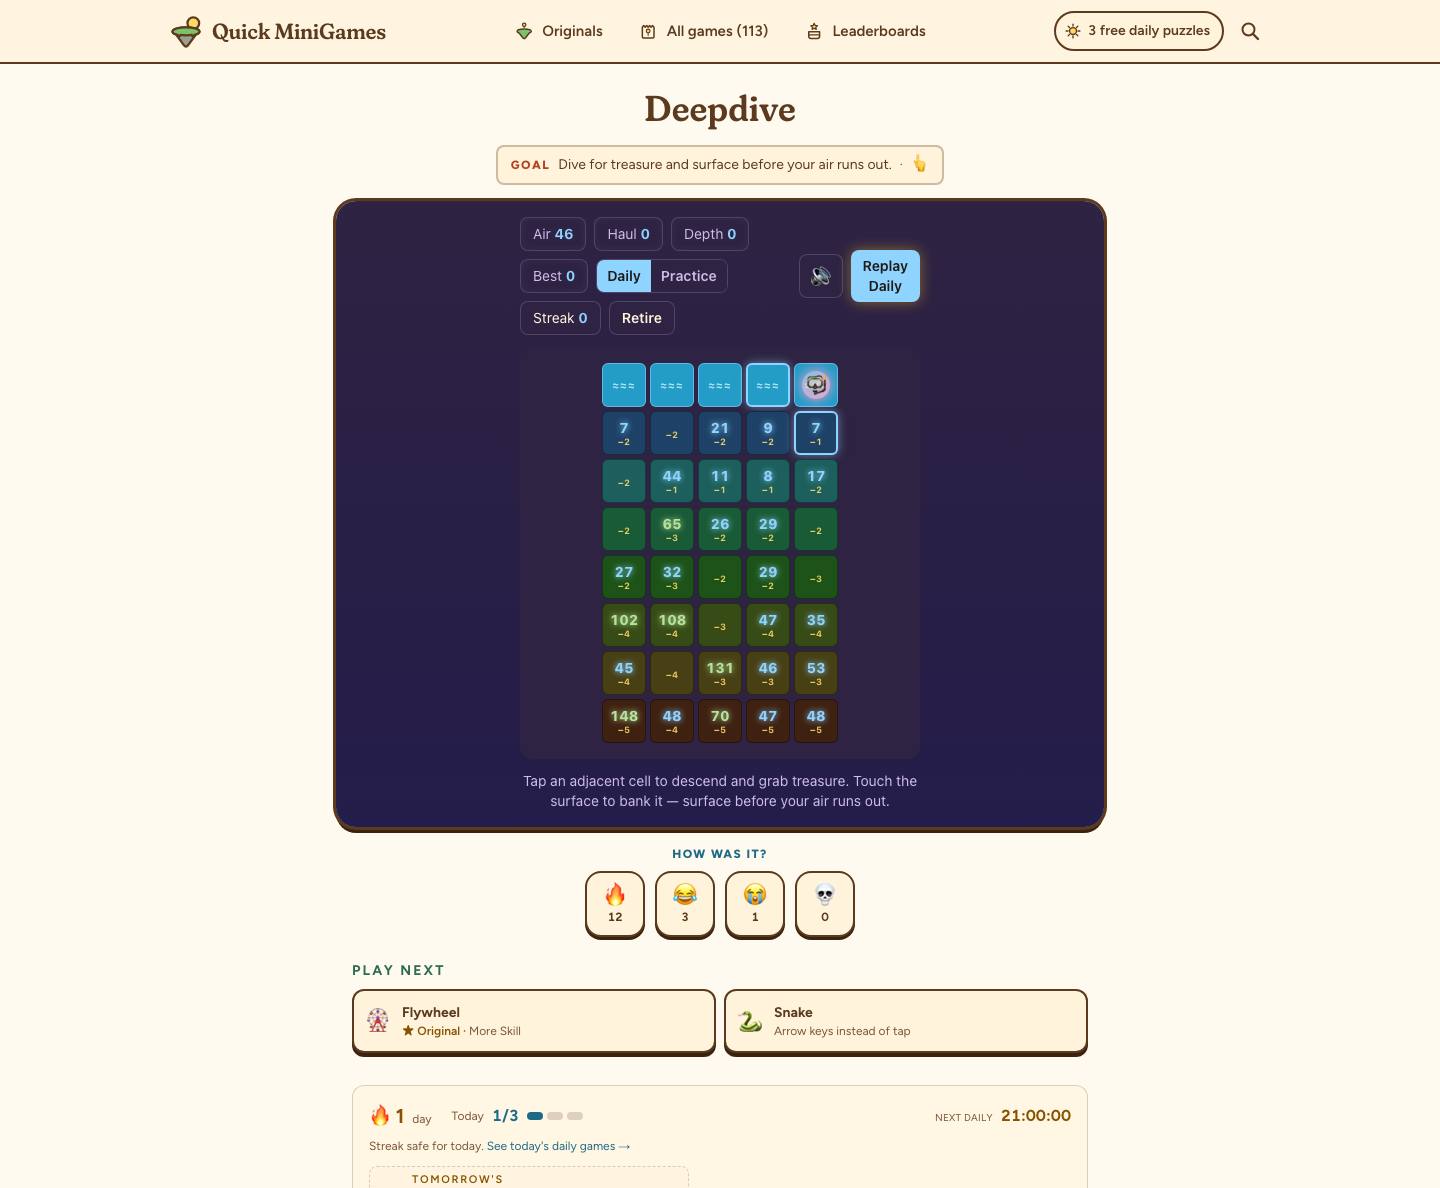 Quick MiniGames
Originals
All games (113)
Leaderboards
3 free daily puzzles
Deepdive
GOAL Dive for treasure and surface before your air runs out. ·
Air 46
Haul 0
Depth 0
Best 0
Daily
Practice
Streak 0
Retire
Replay
Daily
≈≈≈ ≈≈≈ ≈≈≈ ≈≈≈
7 21 9 7
−2 −2 −2 −2 −1
44 11 8 17
−2 −1 −1 −1 −2
65 26 29
−2 −3 −2 −2 −2
27 32 29
−2 −3 −2 −2 −3
102 108 47 35
−4 −4 −3 −4 −4
45 131 46 53
−4 −4 −3 −3 −3
148 48 70 47 48
−5 −4 −5 −5 −5
Tap an adjacent cell to descend and grab treasure. Touch the
surface to bank it — surface before your air runs out.
HOW WAS IT?
12
3
1
0
PLAY NEXT
Flywheel
Original · More Skill
Snake
Arrow keys instead of tap
1 day
Today 1/3
NEXT DAILY 21:00:00
Streak safe for today. See today's daily games →
TOMORROW'S